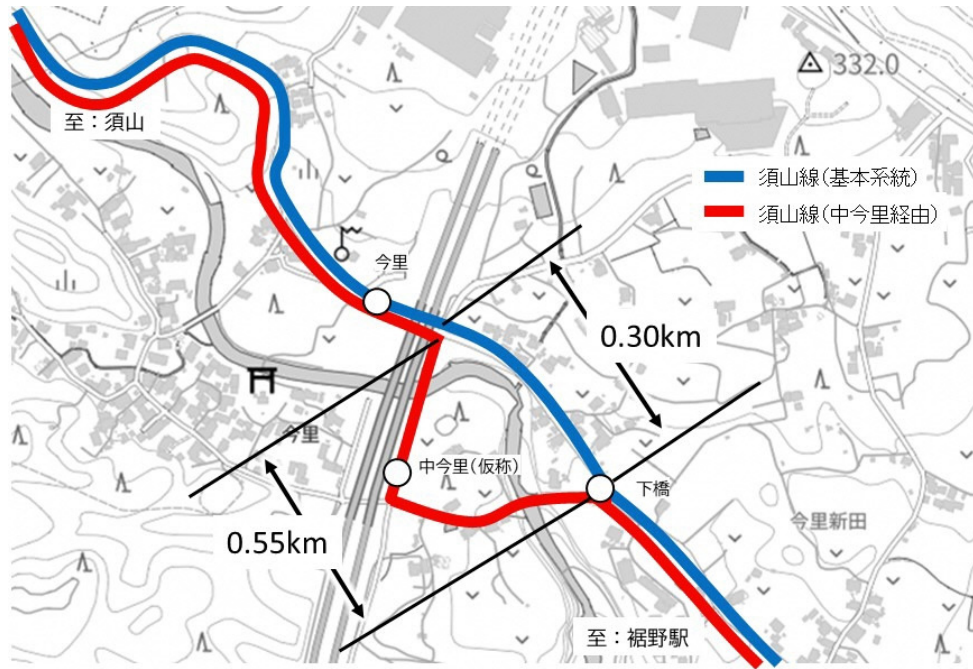 332.0
至：須山
須山線(基本系統)
須山線(中今里経由)
今里
0.30km
今里
中今里(仮称)
下橋
今里新田
0.55km
至：裾野駅